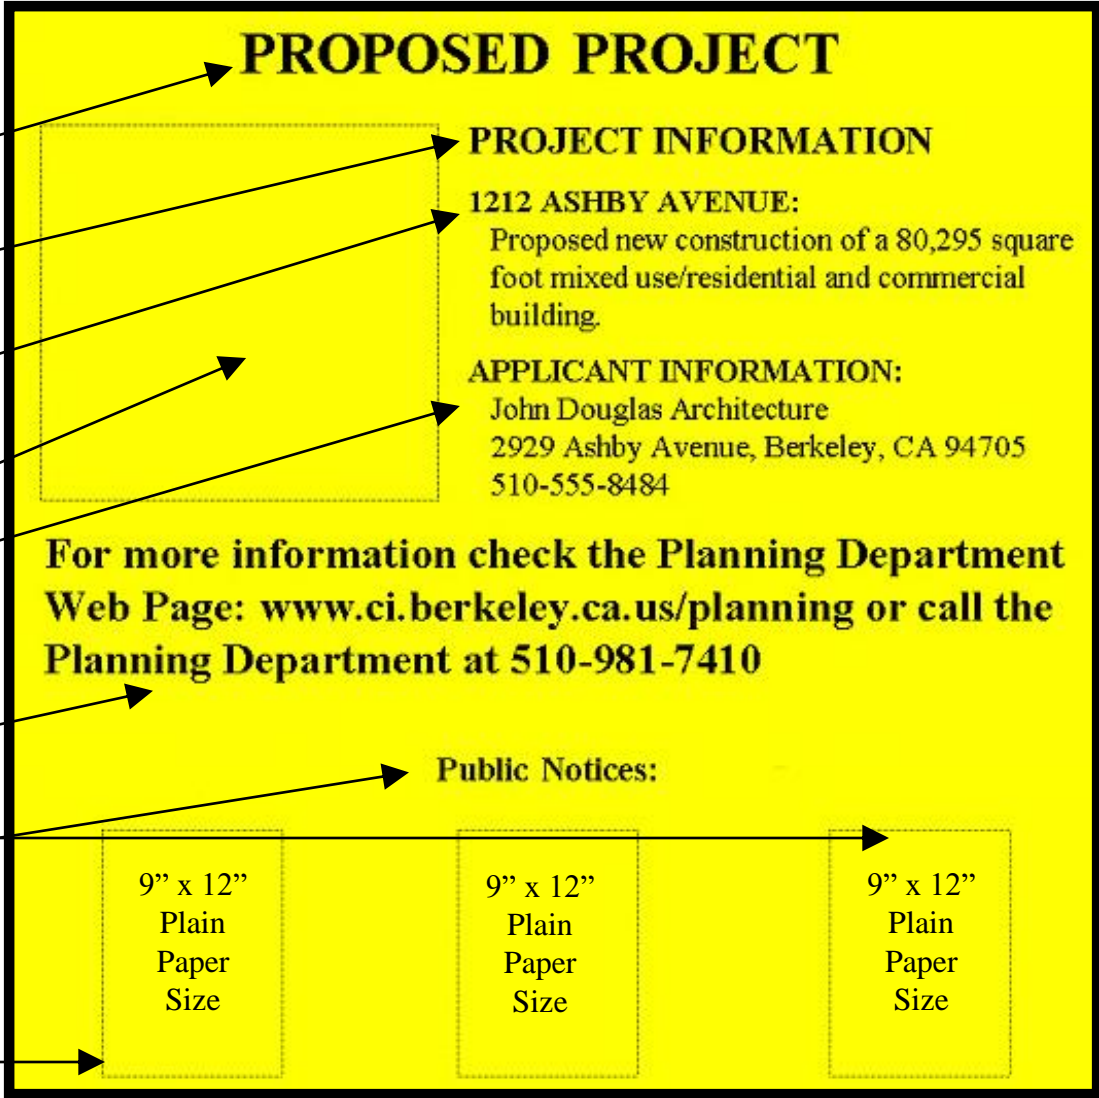 PROPOSED PROJECT
PROJECT INFORMATION
1212 ASHBY AVENUE:
Proposed new construction of a 80,295 square
foot mixed use/residential and commercial
building.
APPLICANT INFORMATION:
John Douglas Architecture
2929 Ashby Avenue, Berkeley, CA 94705
510-555-8484
For more information check the Planning Department
Web Page: www.ci.berkeley.ca.us/planning or call the
Planning Department at 510-981-7410
Public Notices:
9” x 12”
Plain
Paper
Size
9” x 12”
Plain
Paper
Size
9” x 12”
Plain
Paper
Size